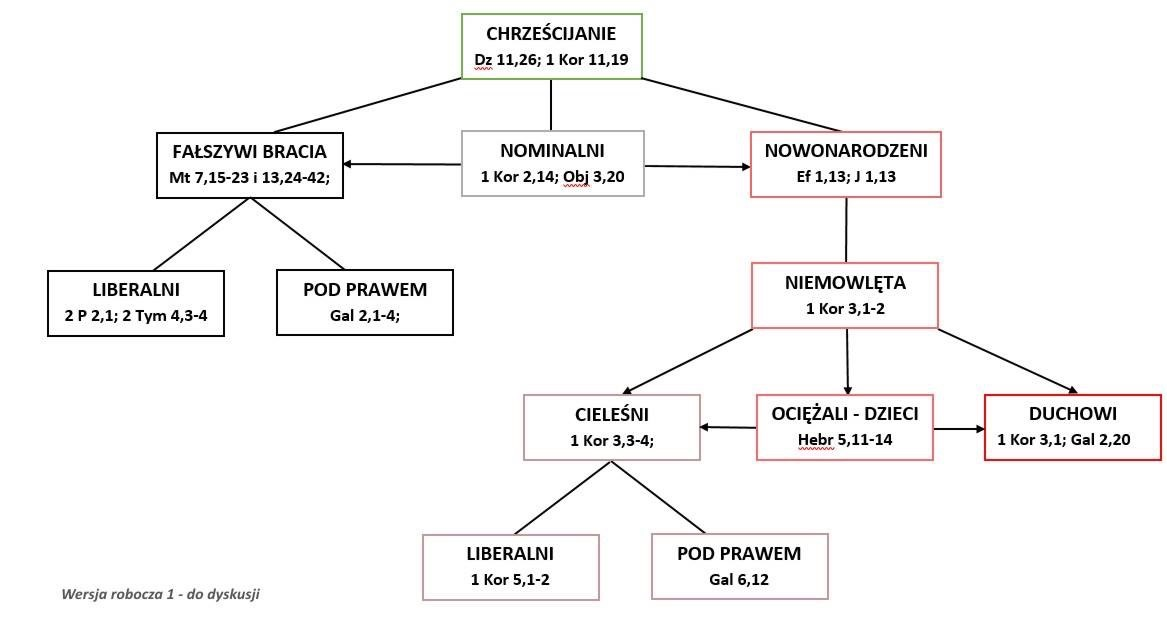 CHRZEŚCIJANIE
Dz 11,26; 1 Kor 11,19
FAŁSZYWI BRACIA
Mt 7,15-23 i 13,24-42;
NOMINALNI
1 Kor 2,14; Obj 3,20
NOWONARODZENI
Ef 1,13; J 1,13
LIBERALNI
2 P 2,1; 2 Tym 4,3-4
POD PRAWEM
Gal 2,1-4;
NIEMOWLĘTA
1 Kor 3,1-2
CIELEŚNI
1 Kor 3,3-4;
OCIĘŻALI - DZIECI
Hebr 5,11-14
DUCHOWI
1 Kor 3,1; Gal 2,20
LIBERALNI
1 Kor 5,1-2
POD PRAWEM
Gal 6,12
Wersja robocza 1 - do dyskusji